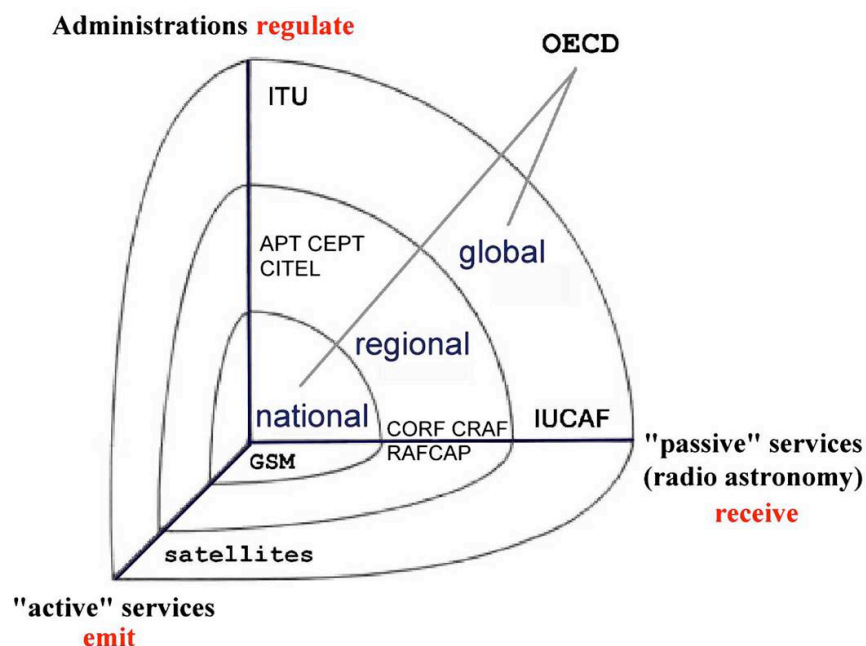 Administrations regulate
OECD
ITU
APT CEPT
CITEL
global
regional
national
CORF CRAF
IUCAF
RAFCAP
GSM
"passive" services
(radio astronomy)
receive
satellites
"active" services
emit